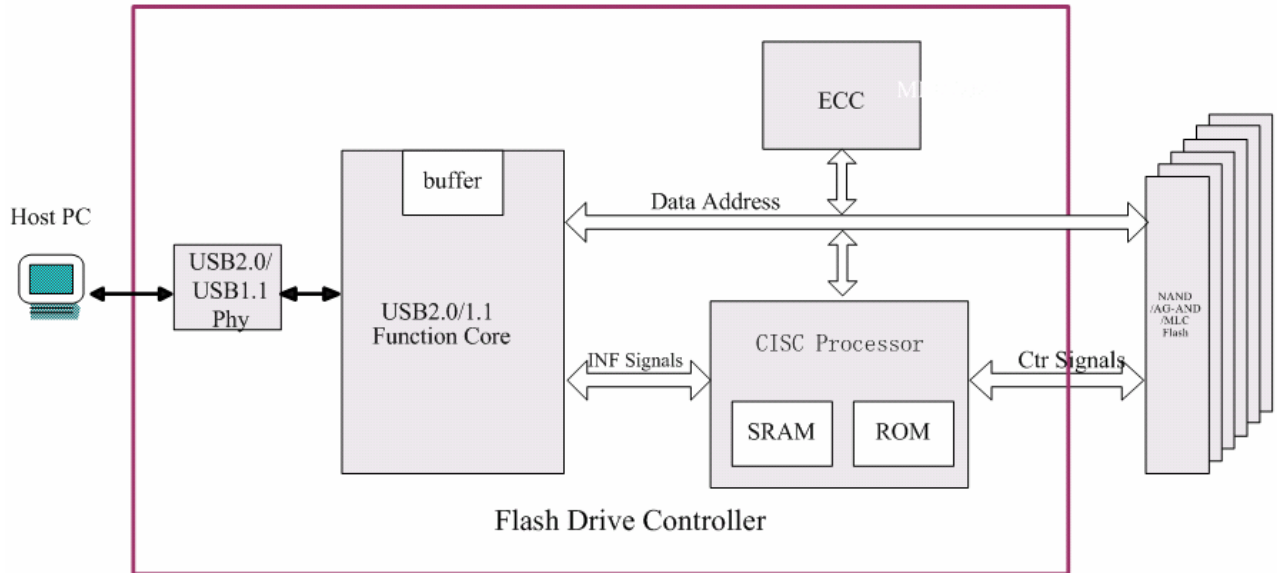 ECC
buffer
Data Address
Host PC
USB2.0/
USB1.1
Phy
USB2.0/1.1
Function Core
NAND
/AG-AND
/MLC
Flash
CISC Processor
INF Signals
Ctr Signals
SRAM
ROM
Flash Drive Controller